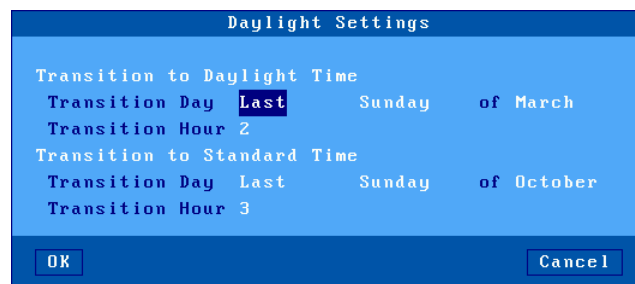 Daylight Settings
Transition to Daylight Time
Transition Day Last Sunday of March
Transition Hour 2
Transition to Standard Time
Transition Day Last Sunday of October
Transition Hour 3
OK Cancel